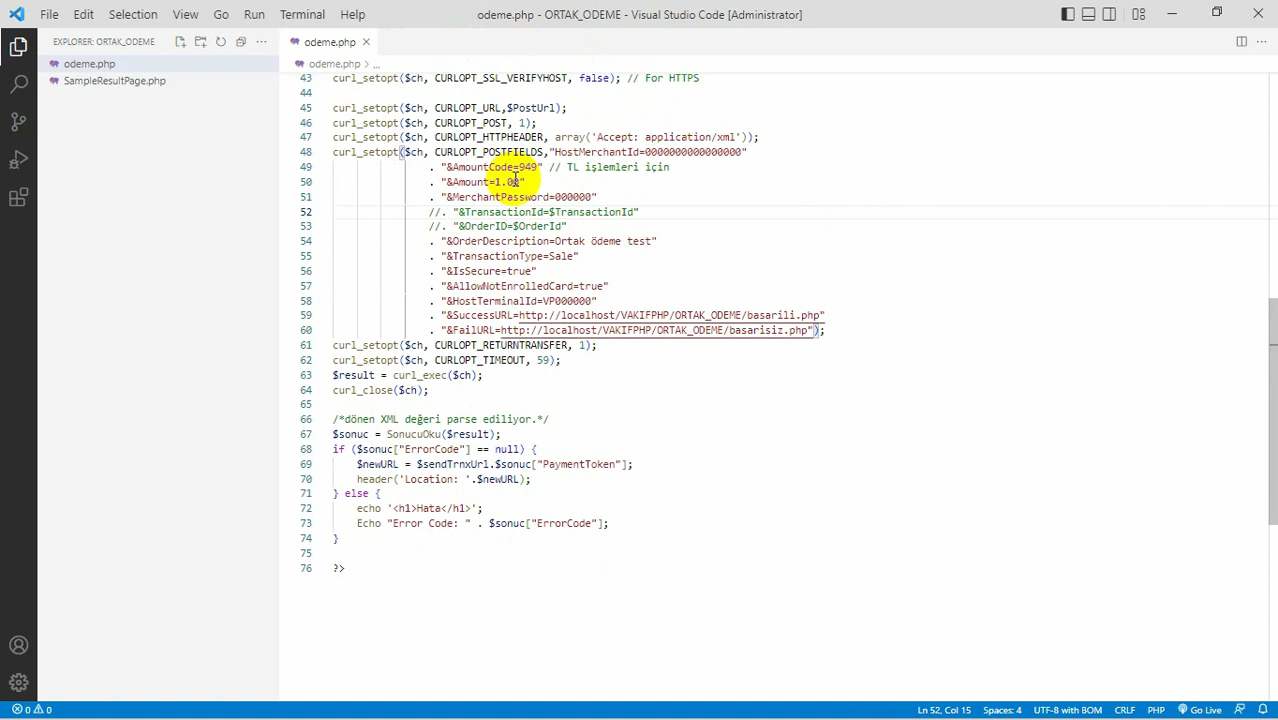 File Edit Selection View Go Run Terminal Help
odeme.php - ORTAK_ODEME - Visual Studio Code [Administrator]
EXPLORER: ORTAK_ODEME
odeme.php
SampleResultPage.php
odeme.php
odeme.php > ...
43 curl_setopt($ch, CURLOPT_SSL_VERIFYHOST, false); // For HTTPS
44
45 curl_setopt($ch, CURLOPT_URL,$PostUrl);
46 curl_setopt($ch, CURLOPT_POST, 1);
47 curl_setopt($ch, CURLOPT_HTTPHEADER, array('Accept: application/xml'));
48 curl_setopt($ch, CURLOPT_POSTFIELDS,"HostMerchantId=0000000000000000"
49 . "&AmountCode=949" // TL işlemleri için
50 . "&Amount=1.00"
51 . "&MerchantPassword=000000"
52 //. "&TransactionId=$TransactionId"
53 //. "&OrderID=$OrderId"
54 . "&OrderDescription=Ortak ödeme test"
55 . "&TransactionType=Sale"
56 . "&IsSecure=true"
57 . "&AllowNotEnrolledCard=true"
58 . "&HostTerminalId=VP000000"
59 . "&SuccessURL=http://localhost/VAKIFPHP/ORTAK_ODEME/basarili.php"
60 . "&FailURL=http://localhost/VAKIFPHP/ORTAK_ODEME/basarisiz.php");
61 curl_setopt($ch, CURLOPT_RETURNTRANSFER, 1);
62 curl_setopt($ch, CURLOPT_TIMEOUT, 59);
63 $result = curl_exec($ch);
64 curl_close($ch);
65
66 /*dönen XML değeri parse ediliyor.*/
67 $sonuc = SonucuOku($result);
68 if ($sonuc["ErrorCode"] == null) {
69 $newURL = $sendTrnxUrl.$sonuc["PaymentToken"];
70 header('Location: '.$newURL);
71 } else {
72 echo '<h1>Hata</h1>';
73 Echo "Error Code: " . $sonuc["ErrorCode"];
74 }
75
76 ?>
0 0
Ln 52, Col 15 Spaces: 4 UTF-8 with BOM CRLF PHP Go Live